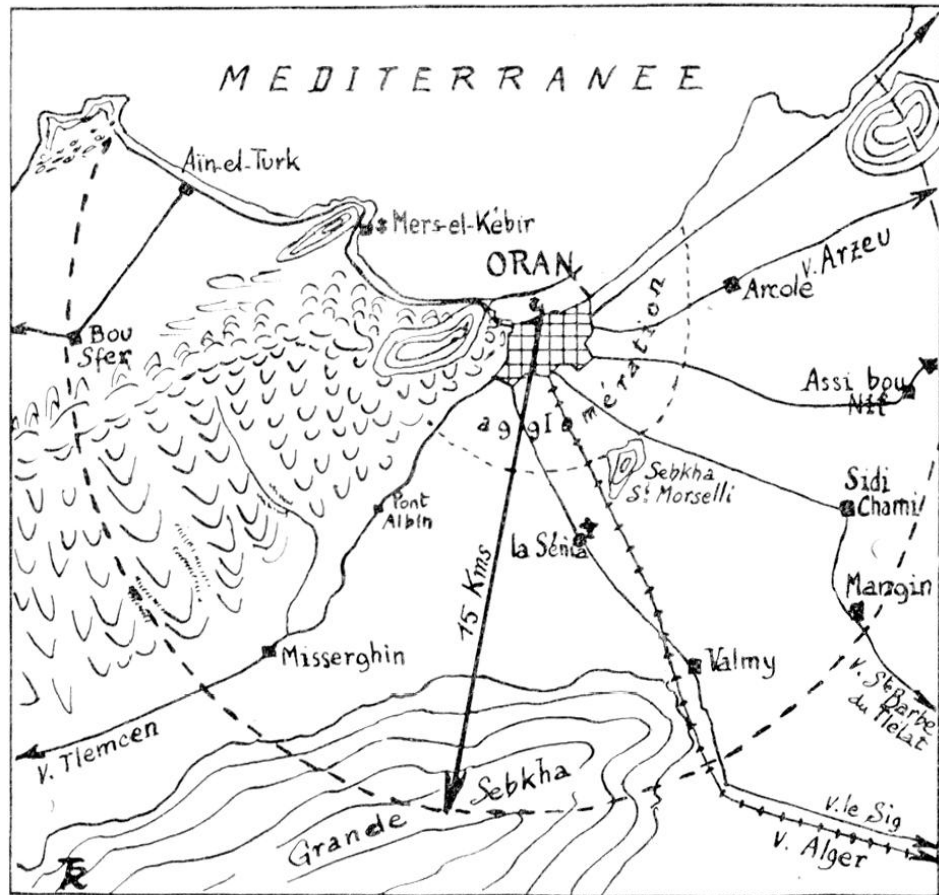 MEDITERRANEE
Aïn-el-Turk
Mers-el-Kébir
ORAN
v. Arzeu
Arcole
Bou
Sfer
agglomération
Assi bou
Nif
Sebkha
St Morselli
Sidi
Chami
Pont
Albin
la Sénia
15 Kms
Mangin
Misserghin
Valmy
v. Ste Barbe
du Tlélat
v. Tlemcen
Grande Sebkha
v. le Sig
v. Alger